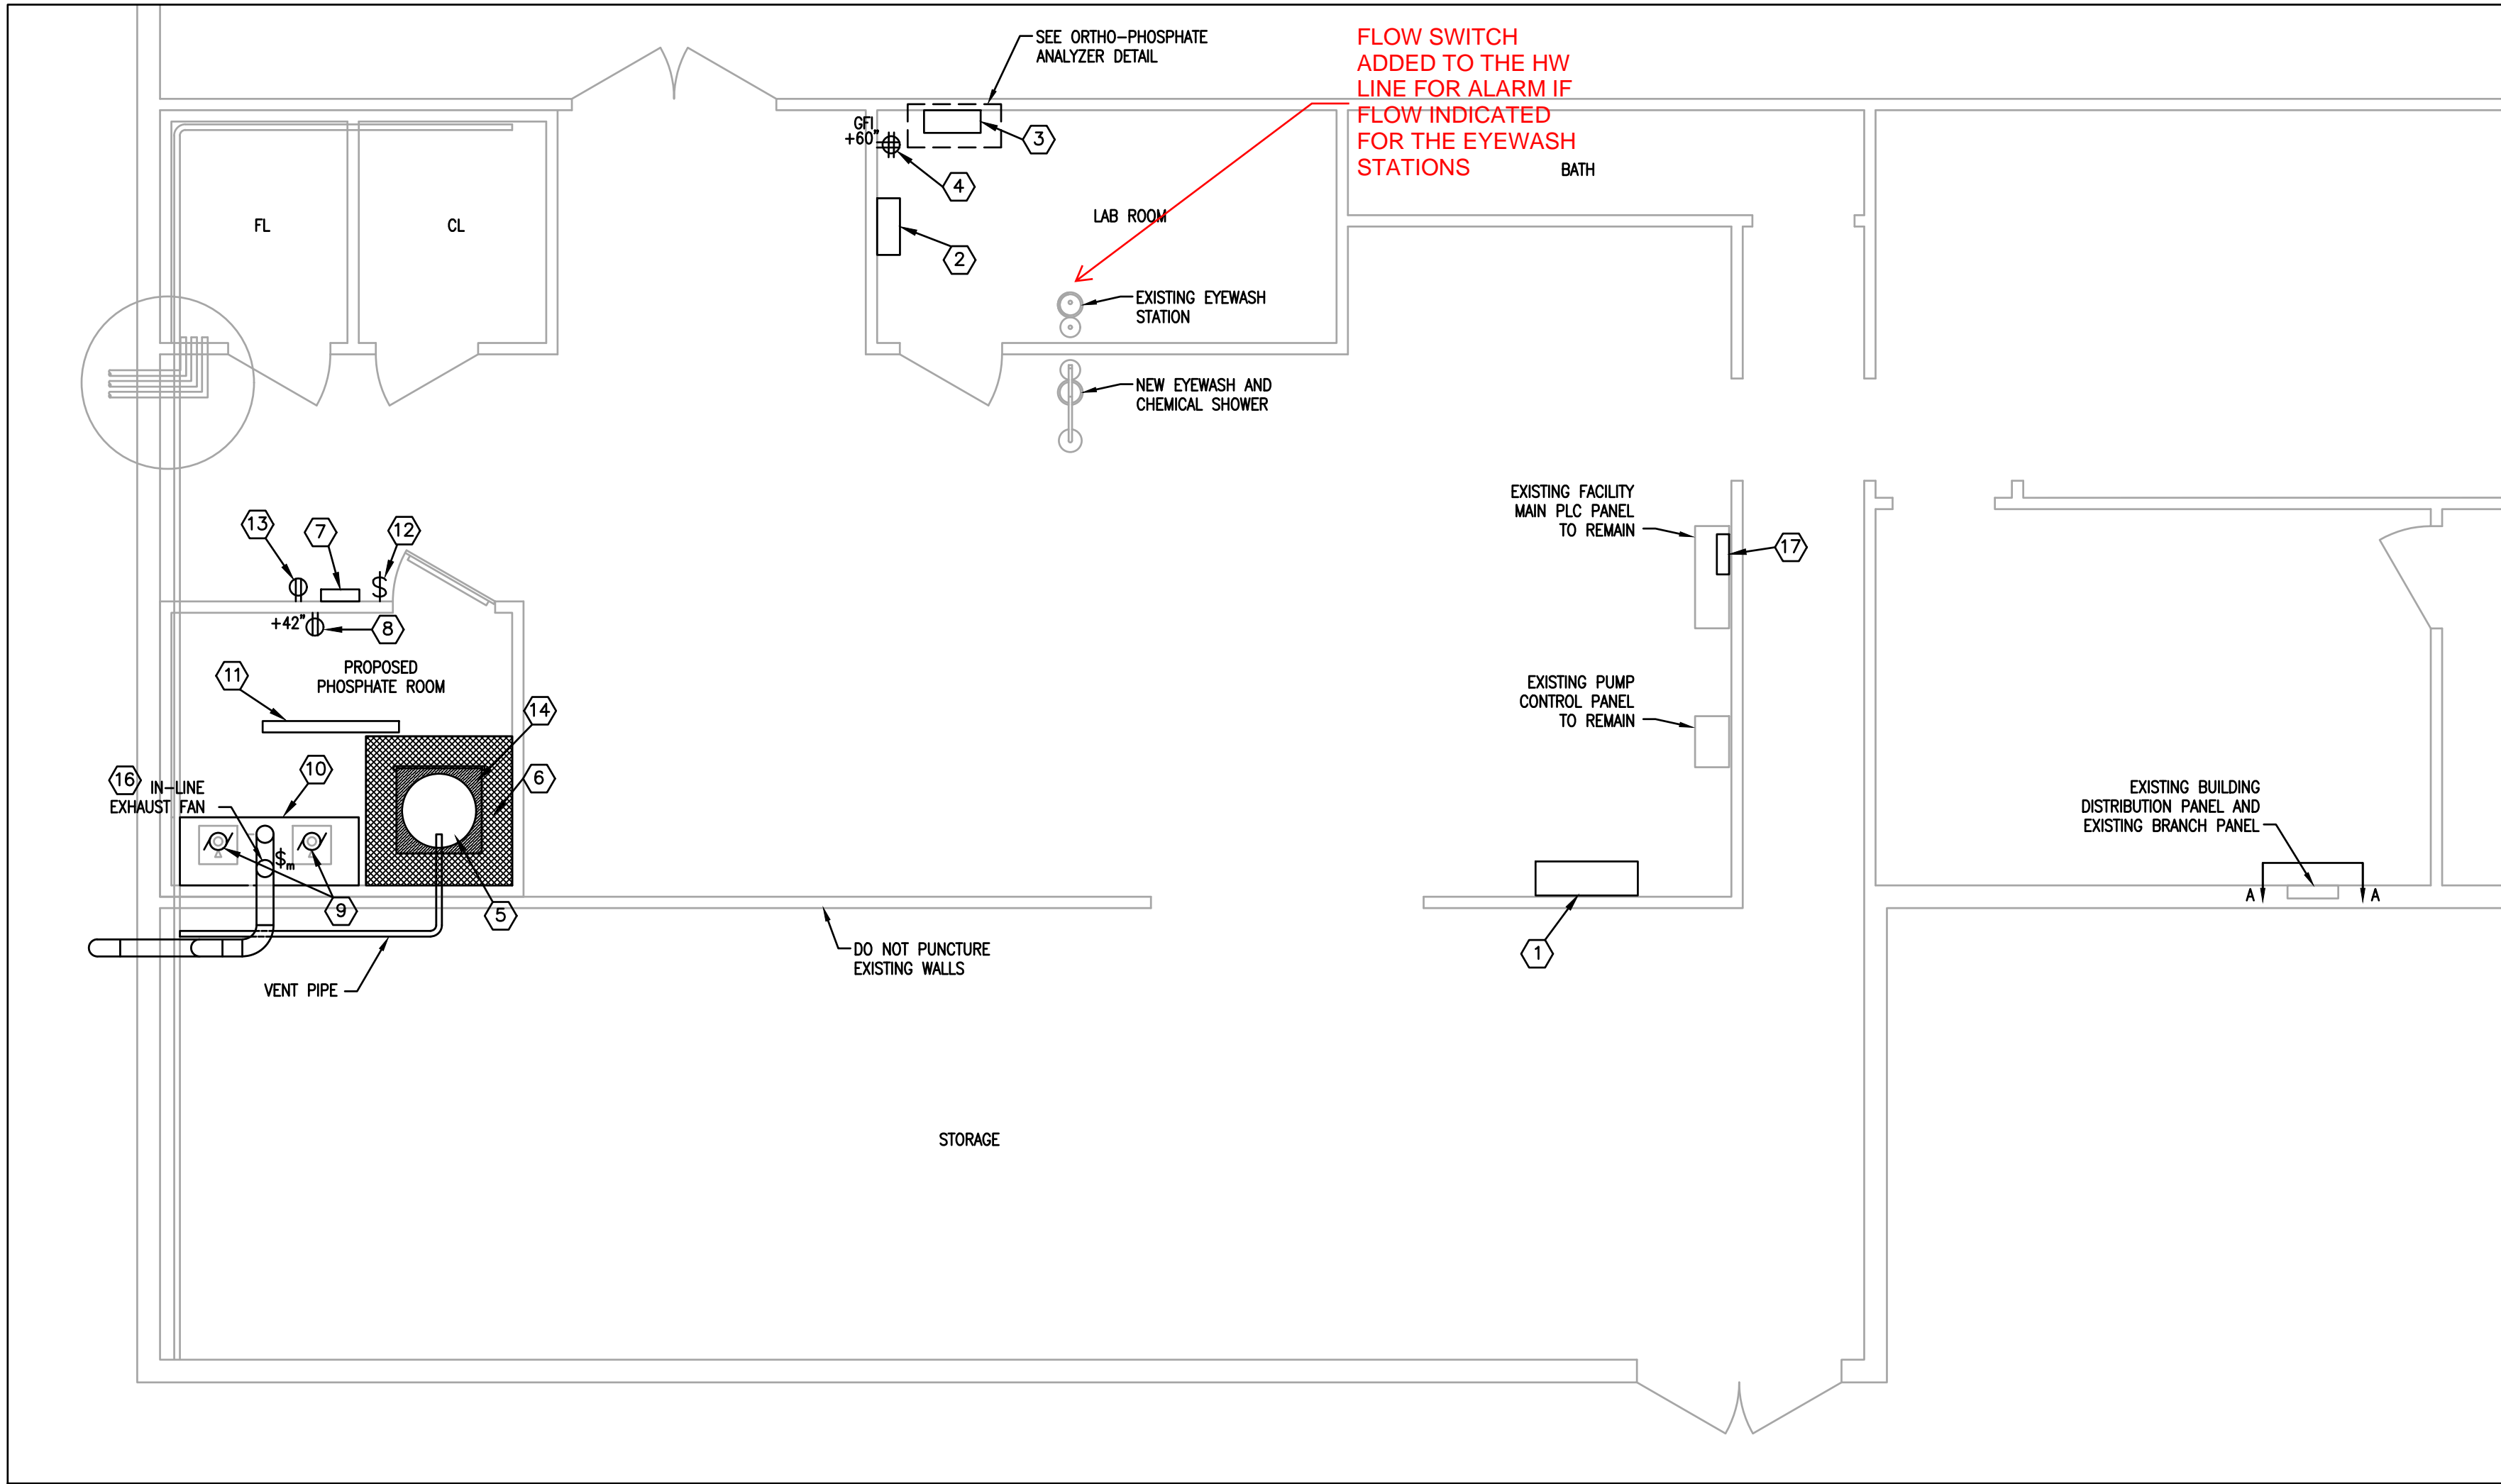 SEE ORTHO-PHOSPHATE
ANALYZER DETAIL
FLOW SWITCH
ADDED TO THE HW
LINE FOR ALARM IF
FLOW INDICATED
FOR THE EYEWASH
STATIONS
BATH
GFI
+60"
3
4
FL
CL
LAB ROOM
2
EXISTING EYEWASH
STATION
NEW EYEWASH AND
CHEMICAL SHOWER
EXISTING FACILITY
MAIN PLC PANEL
TO REMAIN
17
13
7
12
$
+42"
8
PROPOSED
PHOSPHATE ROOM
11
14
EXISTING PUMP
CONTROL PANEL
TO REMAIN
16
IN-LINE
EXHAUST FAN
10
6
$m
9
5
EXISTING BUILDING
DISTRIBUTION PANEL AND
EXISTING BRANCH PANEL
A
A
1
DO NOT PUNCTURE
EXISTING WALLS
VENT PIPE
STORAGE